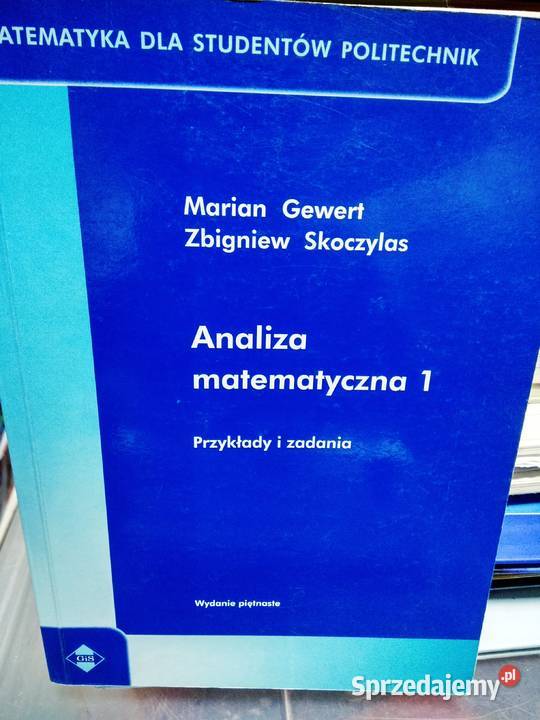 ATEMATYKA DLA STUDENTÓW POLITECHNIK
Marian Gewert
Zbigniew Skoczylas
Analiza
matematyczna 1
Przykłady i zadania
Wydanie piętnaste
GiS
Sprzedajemy.pl